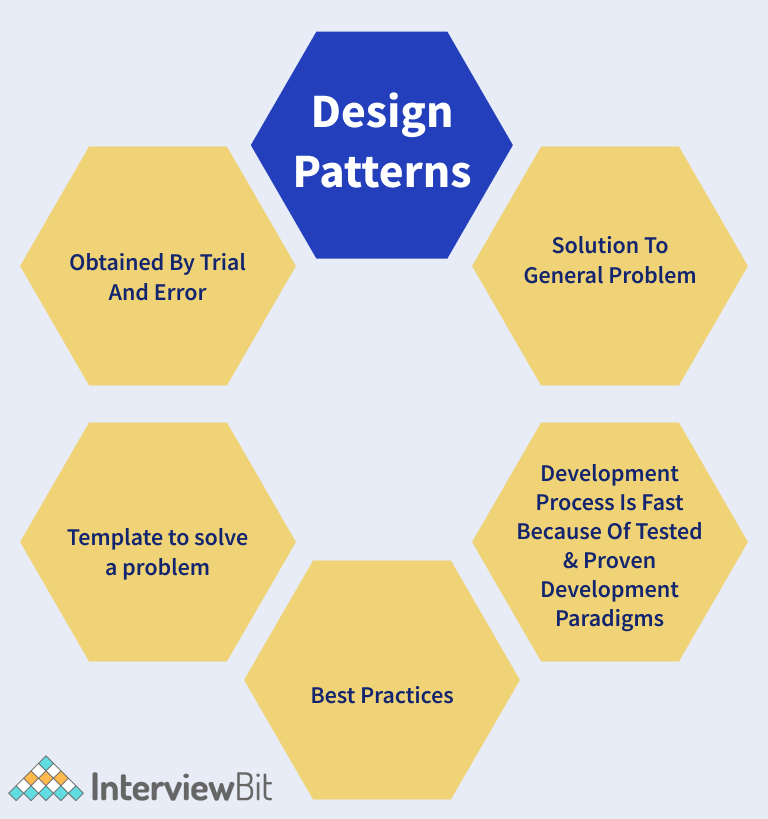 Design
Patterns
Obtained By Trial
And Error
Solution To
General Problem
Template to solve
a problem
Development
Process Is Fast
Because Of Tested
& Proven
Development
Paradigms
Best Practices
InterviewBit